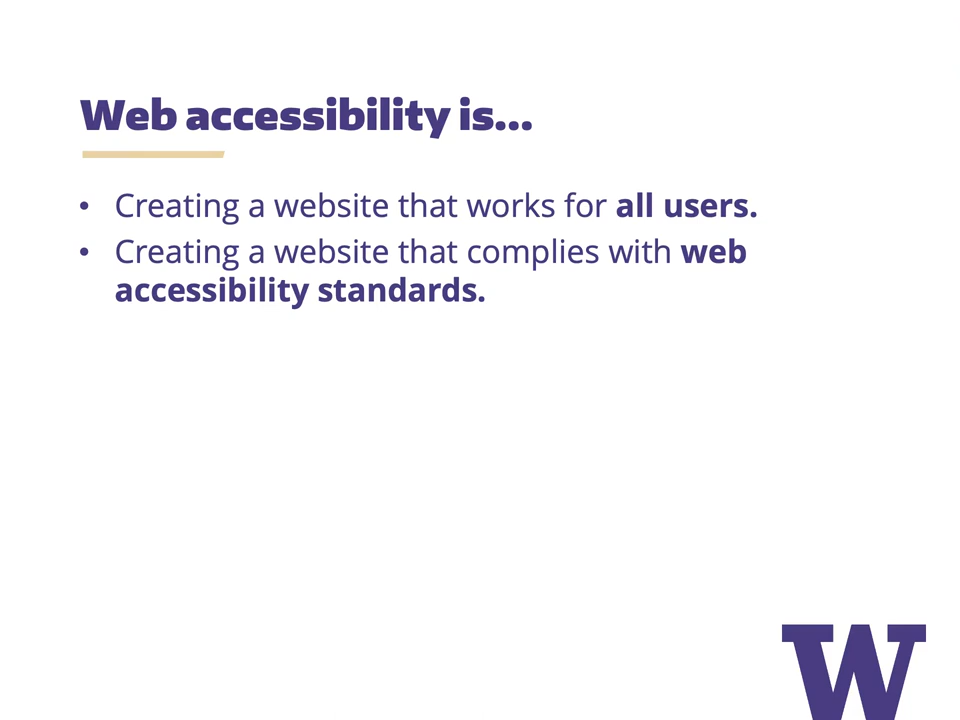 Web accessibility is...
• Creating a website that works for all users.
• Creating a website that complies with web
accessibility standards.
W